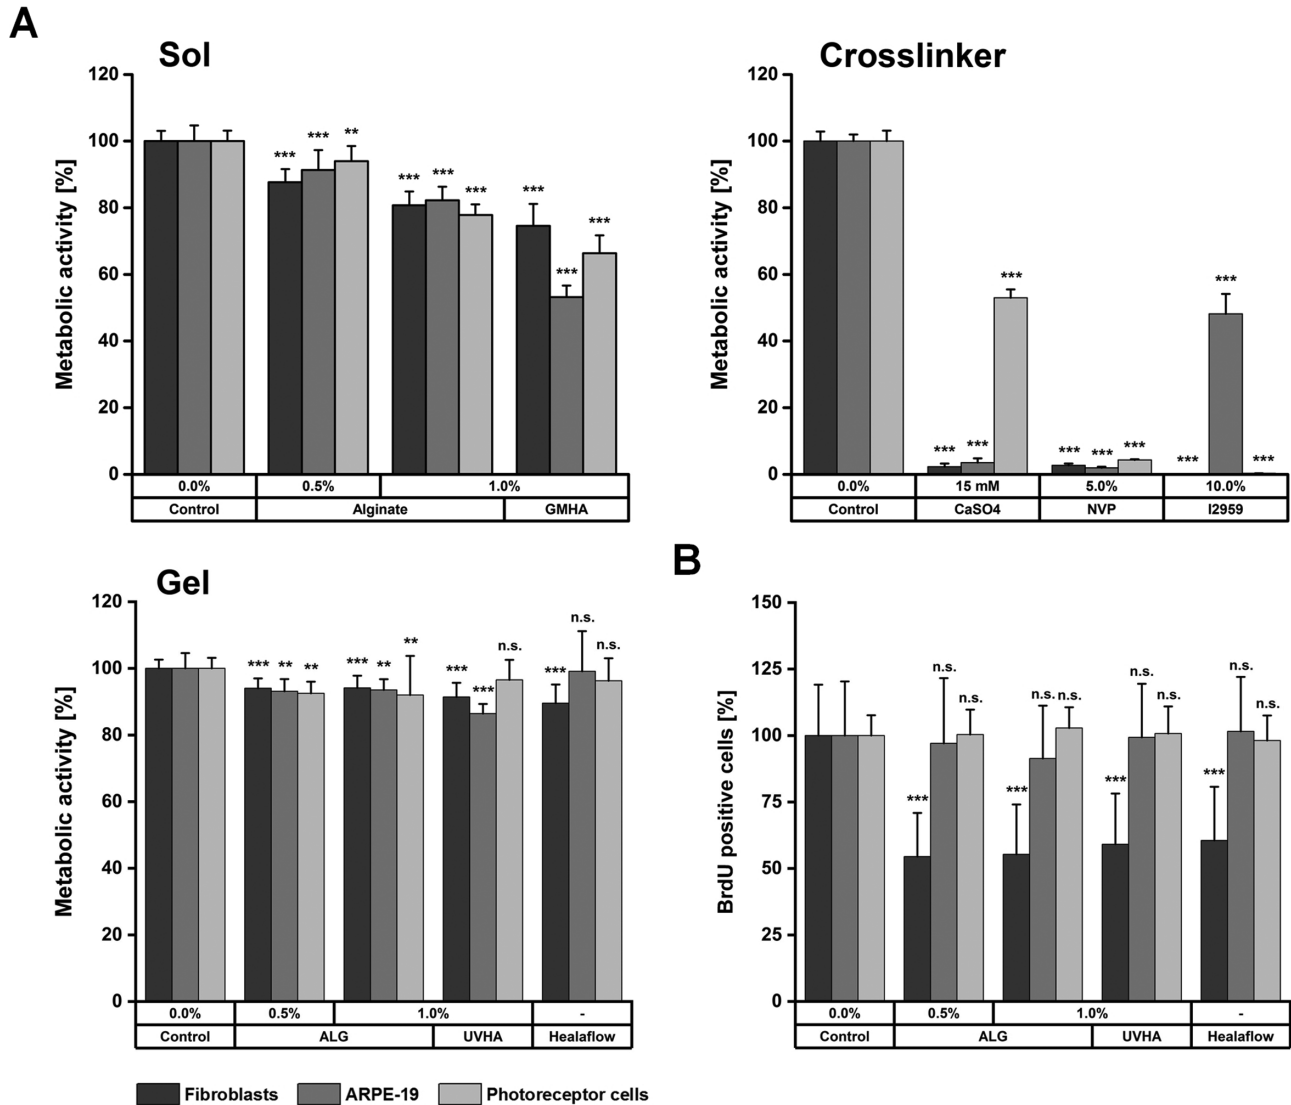 A
Sol
Metabolic activity [%]
120
100
80
60
40
20
0
*** *** **
*** *** ***
*** *** ***
0.0% 0.5% 1.0%
Control Alginate GMHA
Crosslinker
Metabolic activity [%]
120
100
80
60
40
20
0
*** *** ***
*** *** ***
*** *** ***
0.0% 15 mM 5.0% 10.0%
Control CaSO4 NVP I2959
Gel
Metabolic activity [%]
120
100
80
60
40
20
0
*** ** **
*** ** **
*** *** n.s.
*** n.s. n.s.
0.0% 0.5% 1.0% -
Control ALG UVHA Healaflow
B
BrdU positive cells [%]
150
125
100
75
50
25
0
*** n.s. n.s.
*** n.s. n.s.
*** n.s. n.s.
*** n.s. n.s.
0.0% 0.5% 1.0% -
Control ALG UVHA Healaflow
Fibroblasts ARPE-19 Photoreceptor cells